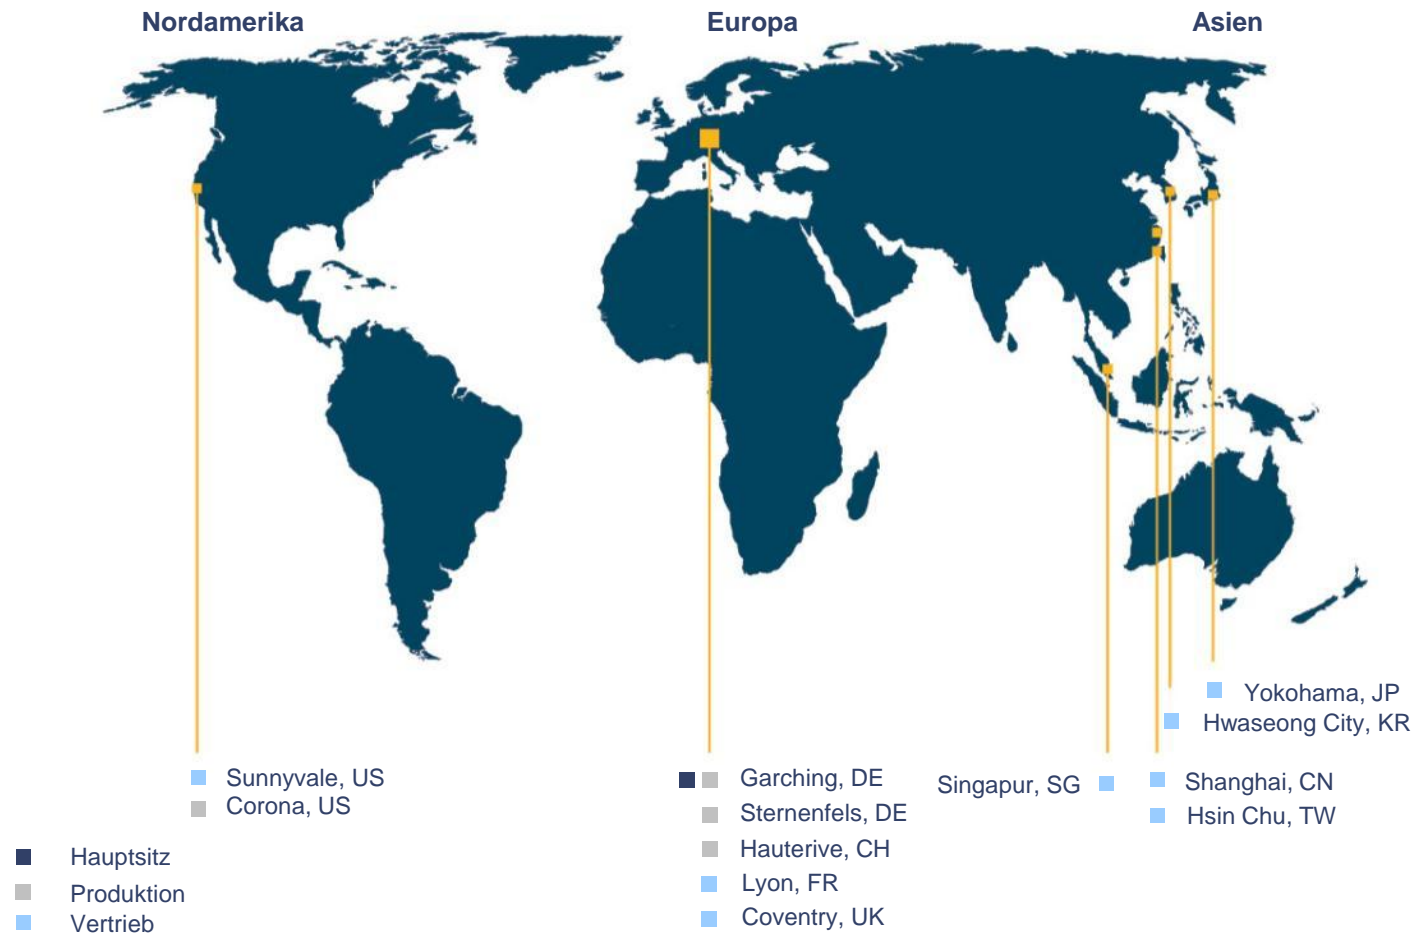 Nordamerika
Europa
Asien
Yokohama, JP
Hwaseong City, KR
Sunnyvale, US
Corona, US
Garching, DE
Sternenfels, DE
Hauterive, CH
Lyon, FR
Coventry, UK
Singapur, SG
Shanghai, CN
Hsin Chu, TW
Hauptsitz
Produktion
Vertrieb